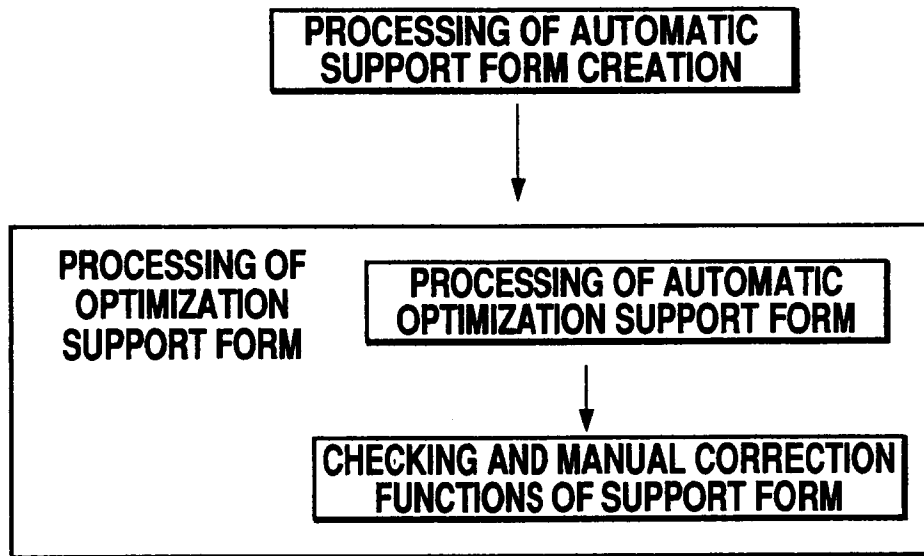 PROCESSING OF AUTOMATIC
SUPPORT FORM CREATION
PROCESSING OF
OPTIMIZATION
SUPPORT FORM
PROCESSING OF AUTOMATIC
OPTIMIZATION SUPPORT FORM
CHECKING AND MANUAL CORRECTION
FUNCTIONS OF SUPPORT FORM